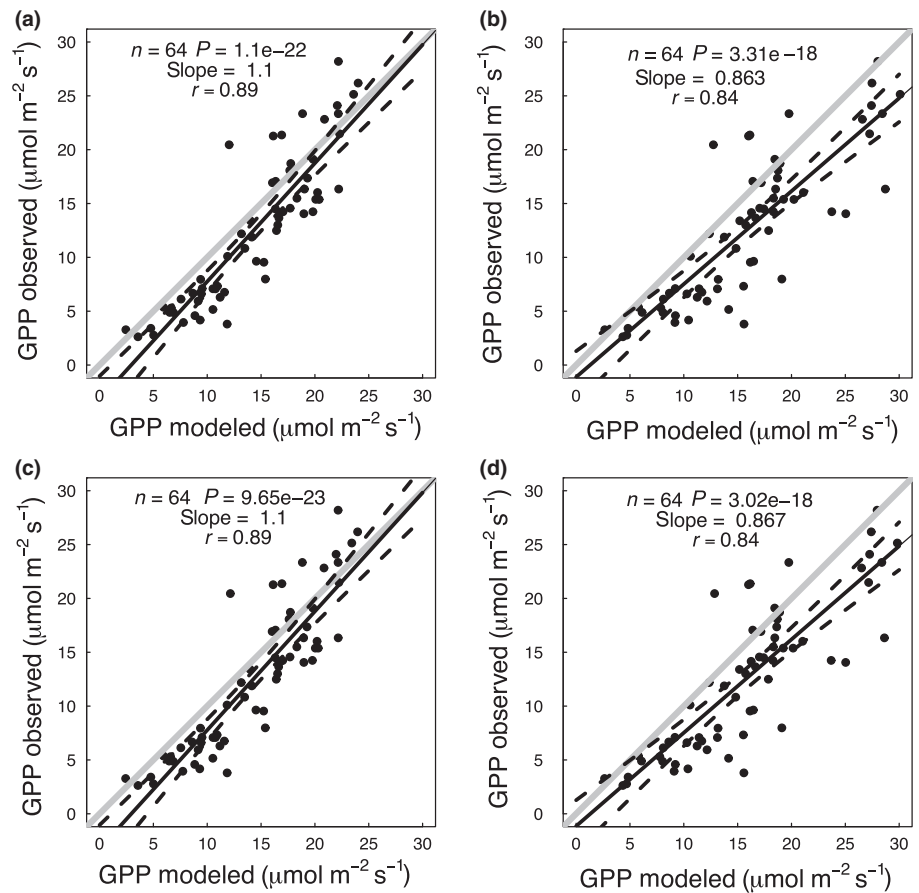 (a)
n = 64 P = 1.1e−22
Slope = 1.1
r = 0.89
30
25
20
15
10
5
0
GPP observed (μmol m⁻² s⁻¹)
0 5 10 15 20 25 30
GPP modeled (μmol m⁻² s⁻¹)
(b)
n = 64 P = 3.31e−18
Slope = 0.863
r = 0.84
30
25
20
15
10
5
0
GPP observed (μmol m⁻² s⁻¹)
0 5 10 15 20 25 30
GPP modeled (μmol m⁻² s⁻¹)
(c)
n = 64 P = 9.65e−23
Slope = 1.1
r = 0.89
30
25
20
15
10
5
0
GPP observed (μmol m⁻² s⁻¹)
0 5 10 15 20 25 30
GPP modeled (μmol m⁻² s⁻¹)
(d)
n = 64 P = 3.02e−18
Slope = 0.867
r = 0.84
30
25
20
15
10
5
0
GPP observed (μmol m⁻² s⁻¹)
0 5 10 15 20 25 30
GPP modeled (μmol m⁻² s⁻¹)